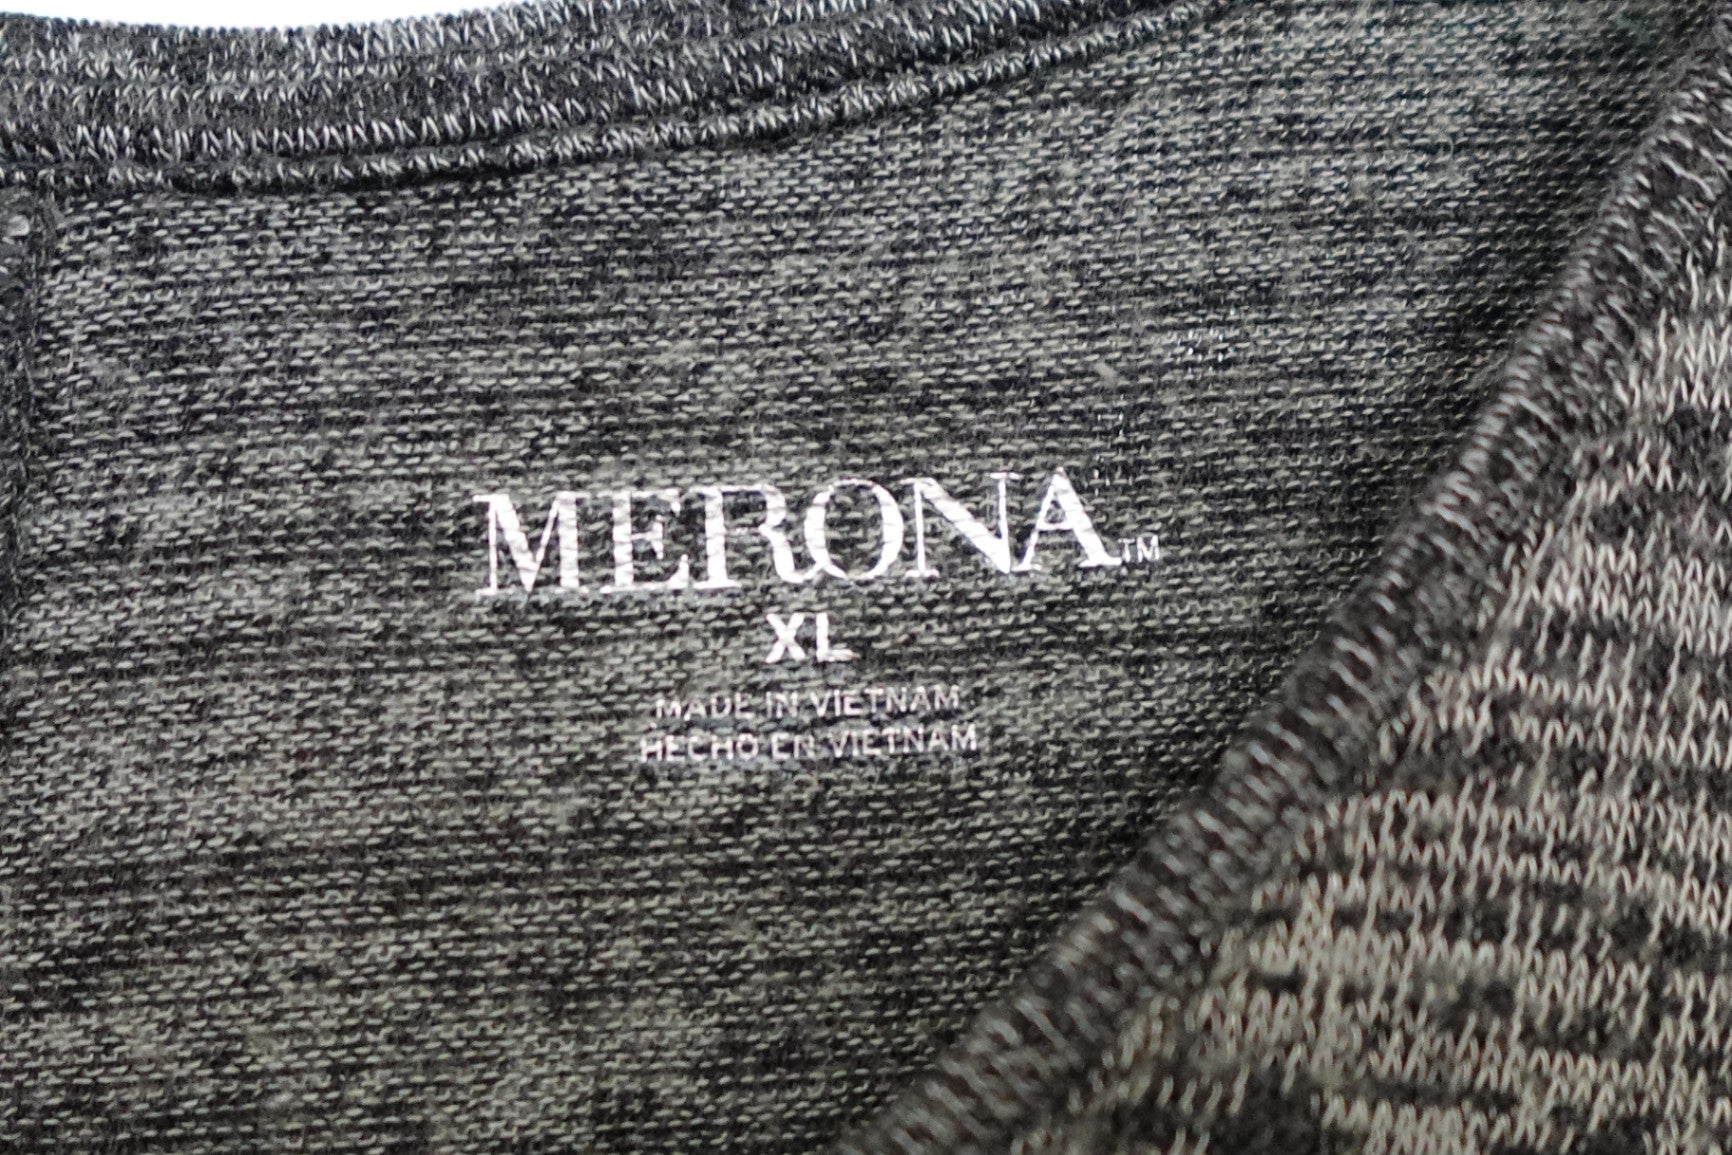 MERONA™
XL
MADE IN VIETNAM
HECHO EN VIETNAM